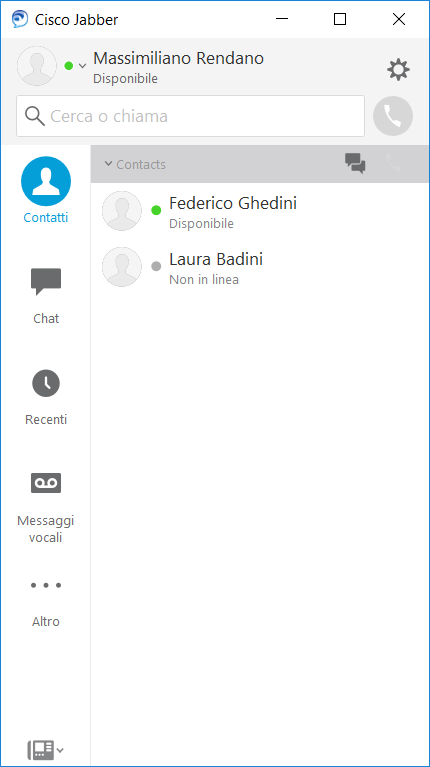 Cisco Jabber
Massimiliano Rendano
Disponibile
Cerca o chiama
Contatti
Chat
Recenti
Messaggi
vocali
Altro
Contacts
Federico Ghedini
Disponibile
Laura Badini
Non in linea